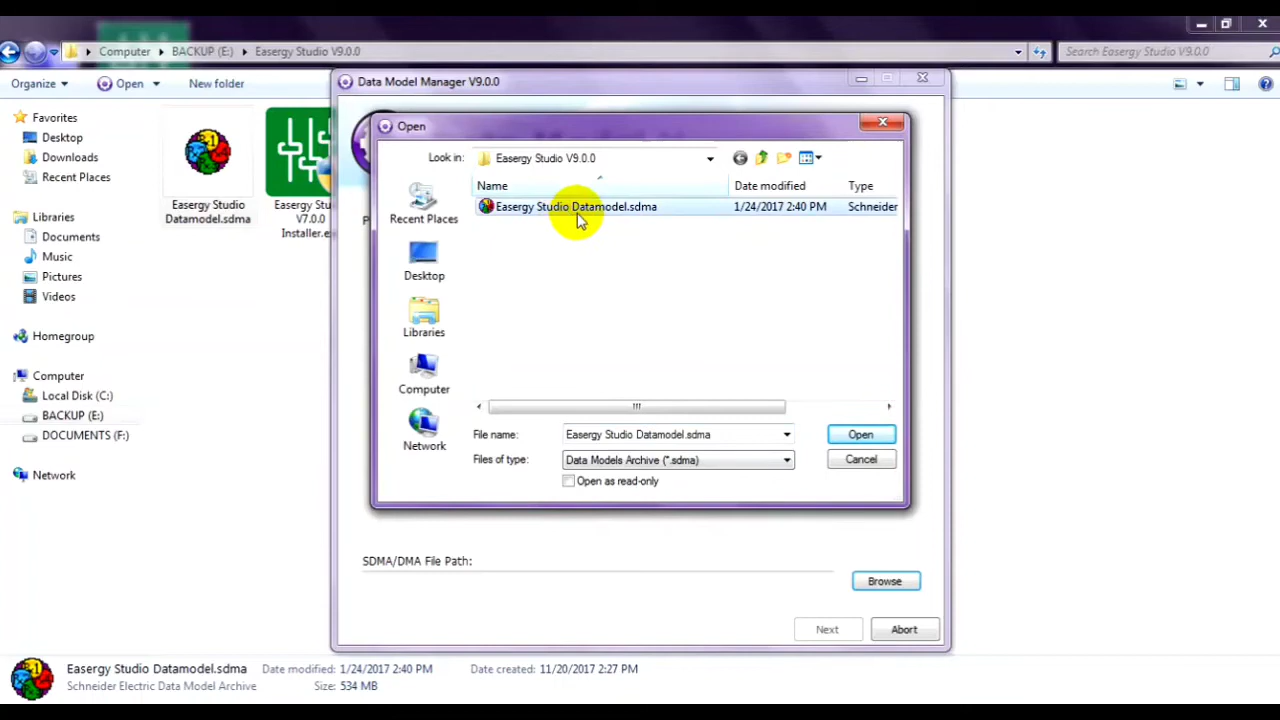 Computer
BACKUP (E:)
Easergy Studio V9.0.0
Search Easergy Studio V9.0.0
Organize
Open
New folder
Favorites
Desktop
Downloads
Recent Places
Libraries
Documents
Music
Pictures
Videos
Homegroup
Computer
Local Disk (C:)
BACKUP (E:)
DOCUMENTS (F:)
Network
Easergy Studio
Datamodel.sdma
V7.0.0
Data Model Manager V9.0.0
Open
Look in:
Easergy Studio V9.0.0
Name
Date modified
Type
Easergy Studio Datamodel.sdma
1/24/2017 2:40 PM
Schneider
Recent Places
Desktop
Libraries
Computer
Network
File name:
Easergy Studio Datamodel.sdma
Open
Files of type:
Data Models Archive (*.sdma)
Cancel
Open as read-only
SDMA/DMA File Path:
Browse
Next
Abort
Easergy Studio Datamodel.sdma
Date modified: 1/24/2017 2:40 PM
Date created: 11/20/2017 2:27 PM
Schneider Electric Data Model Archive
Size: 534 MB